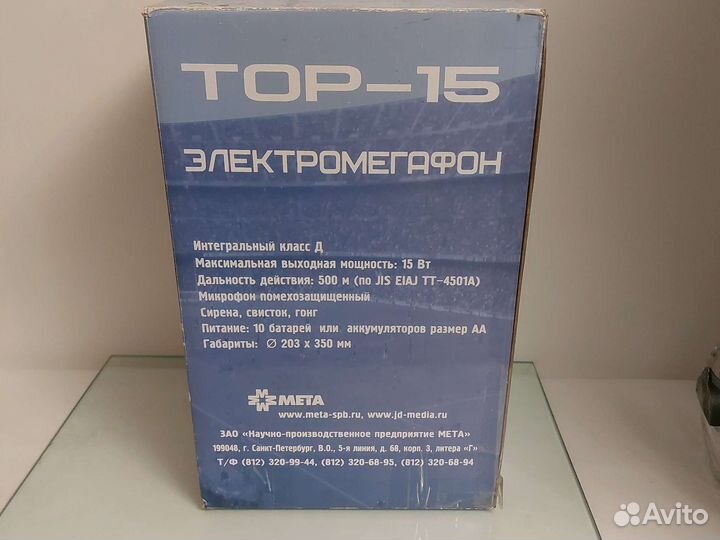 ТОР-15
ЭЛЕКТРОМЕГАФОН
Интегральный класс Д
Максимальная выходная мощность: 15 Вт
Дальность действия: 500 м (по JIS EIAJ TT-4501A)
Микрофон помехозащищенный
Сирена, свисток, гонг
Питание: 10 батарей или аккумуляторов размер АА
Габариты: Ø 203 х 350 мм
МЕТА
www.meta-spb.ru, www.jd-media.ru
ЗАО «Научно-производственное предприятие МЕТА»
199048, г. Санкт-Петербург, В.О., 5-я линия, д. 68, корп. 3, литера «Г»
Т/Ф (812) 320-99-44, (812) 320-68-95, (812) 320-68-94
Avito